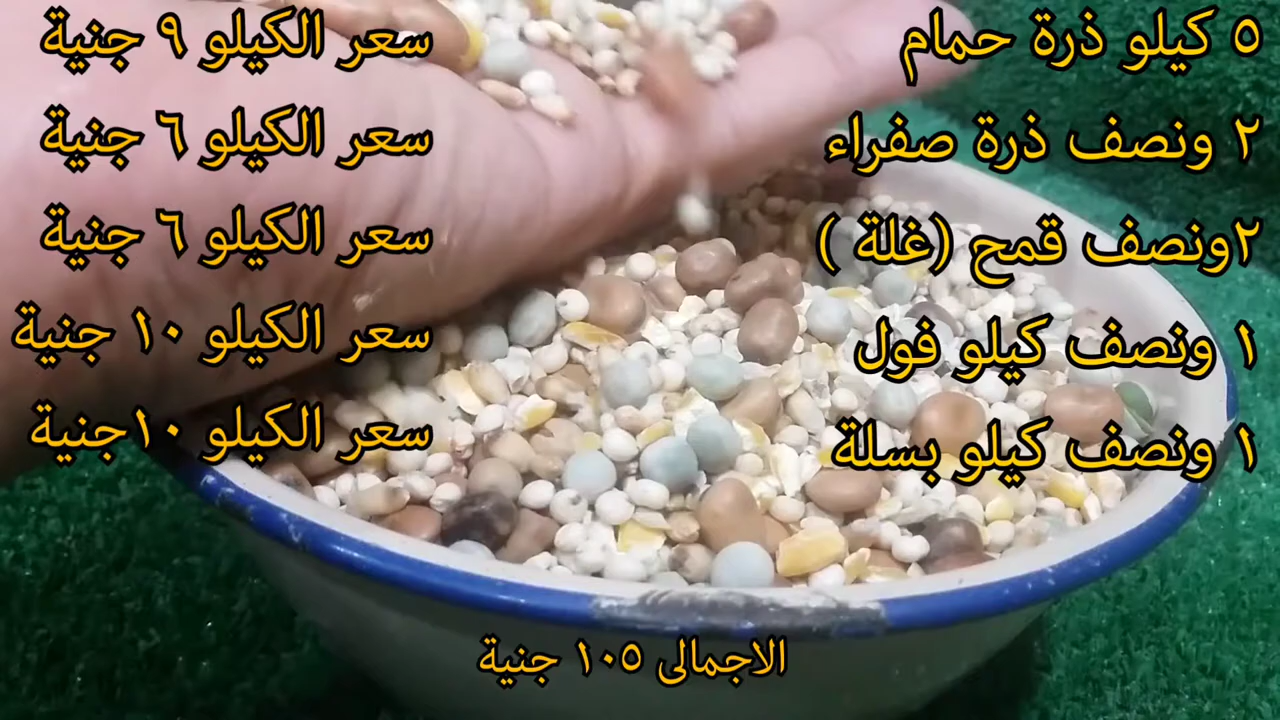 ٥ كيلو ذرة حمام سعر الكيلو ٩ جنية
٢ ونصف ذرة صفراء سعر الكيلو ٦ جنية
٢ونصف قمح (غلة ) سعر الكيلو ٦ جنية
١ ونصف كيلو فول سعر الكيلو ١٠ جنية
١ ونصف كيلو بسلة سعر الكيلو ١٠جنية
الاجمالى ١٠٥ جنية